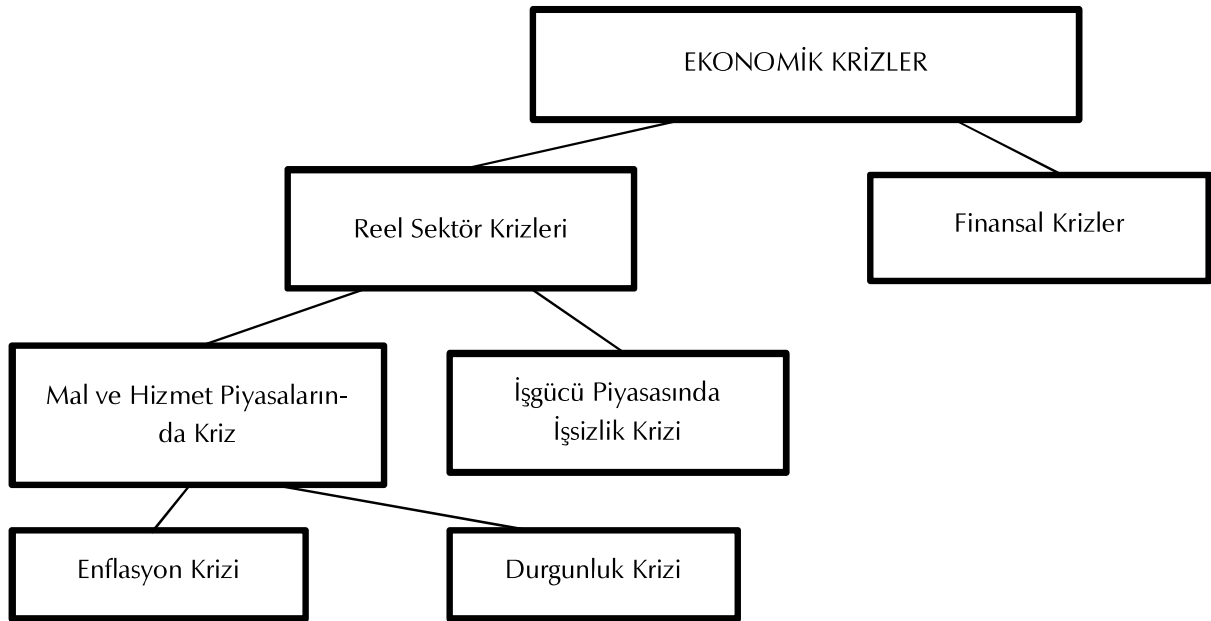 EKONOMİK KRİZLER
Reel Sektör Krizleri
Finansal Krizler
Mal ve Hizmet Piyasaların-
da Kriz
İşgücü Piyasasında
İşsizlik Krizi
Enflasyon Krizi
Durgunluk Krizi